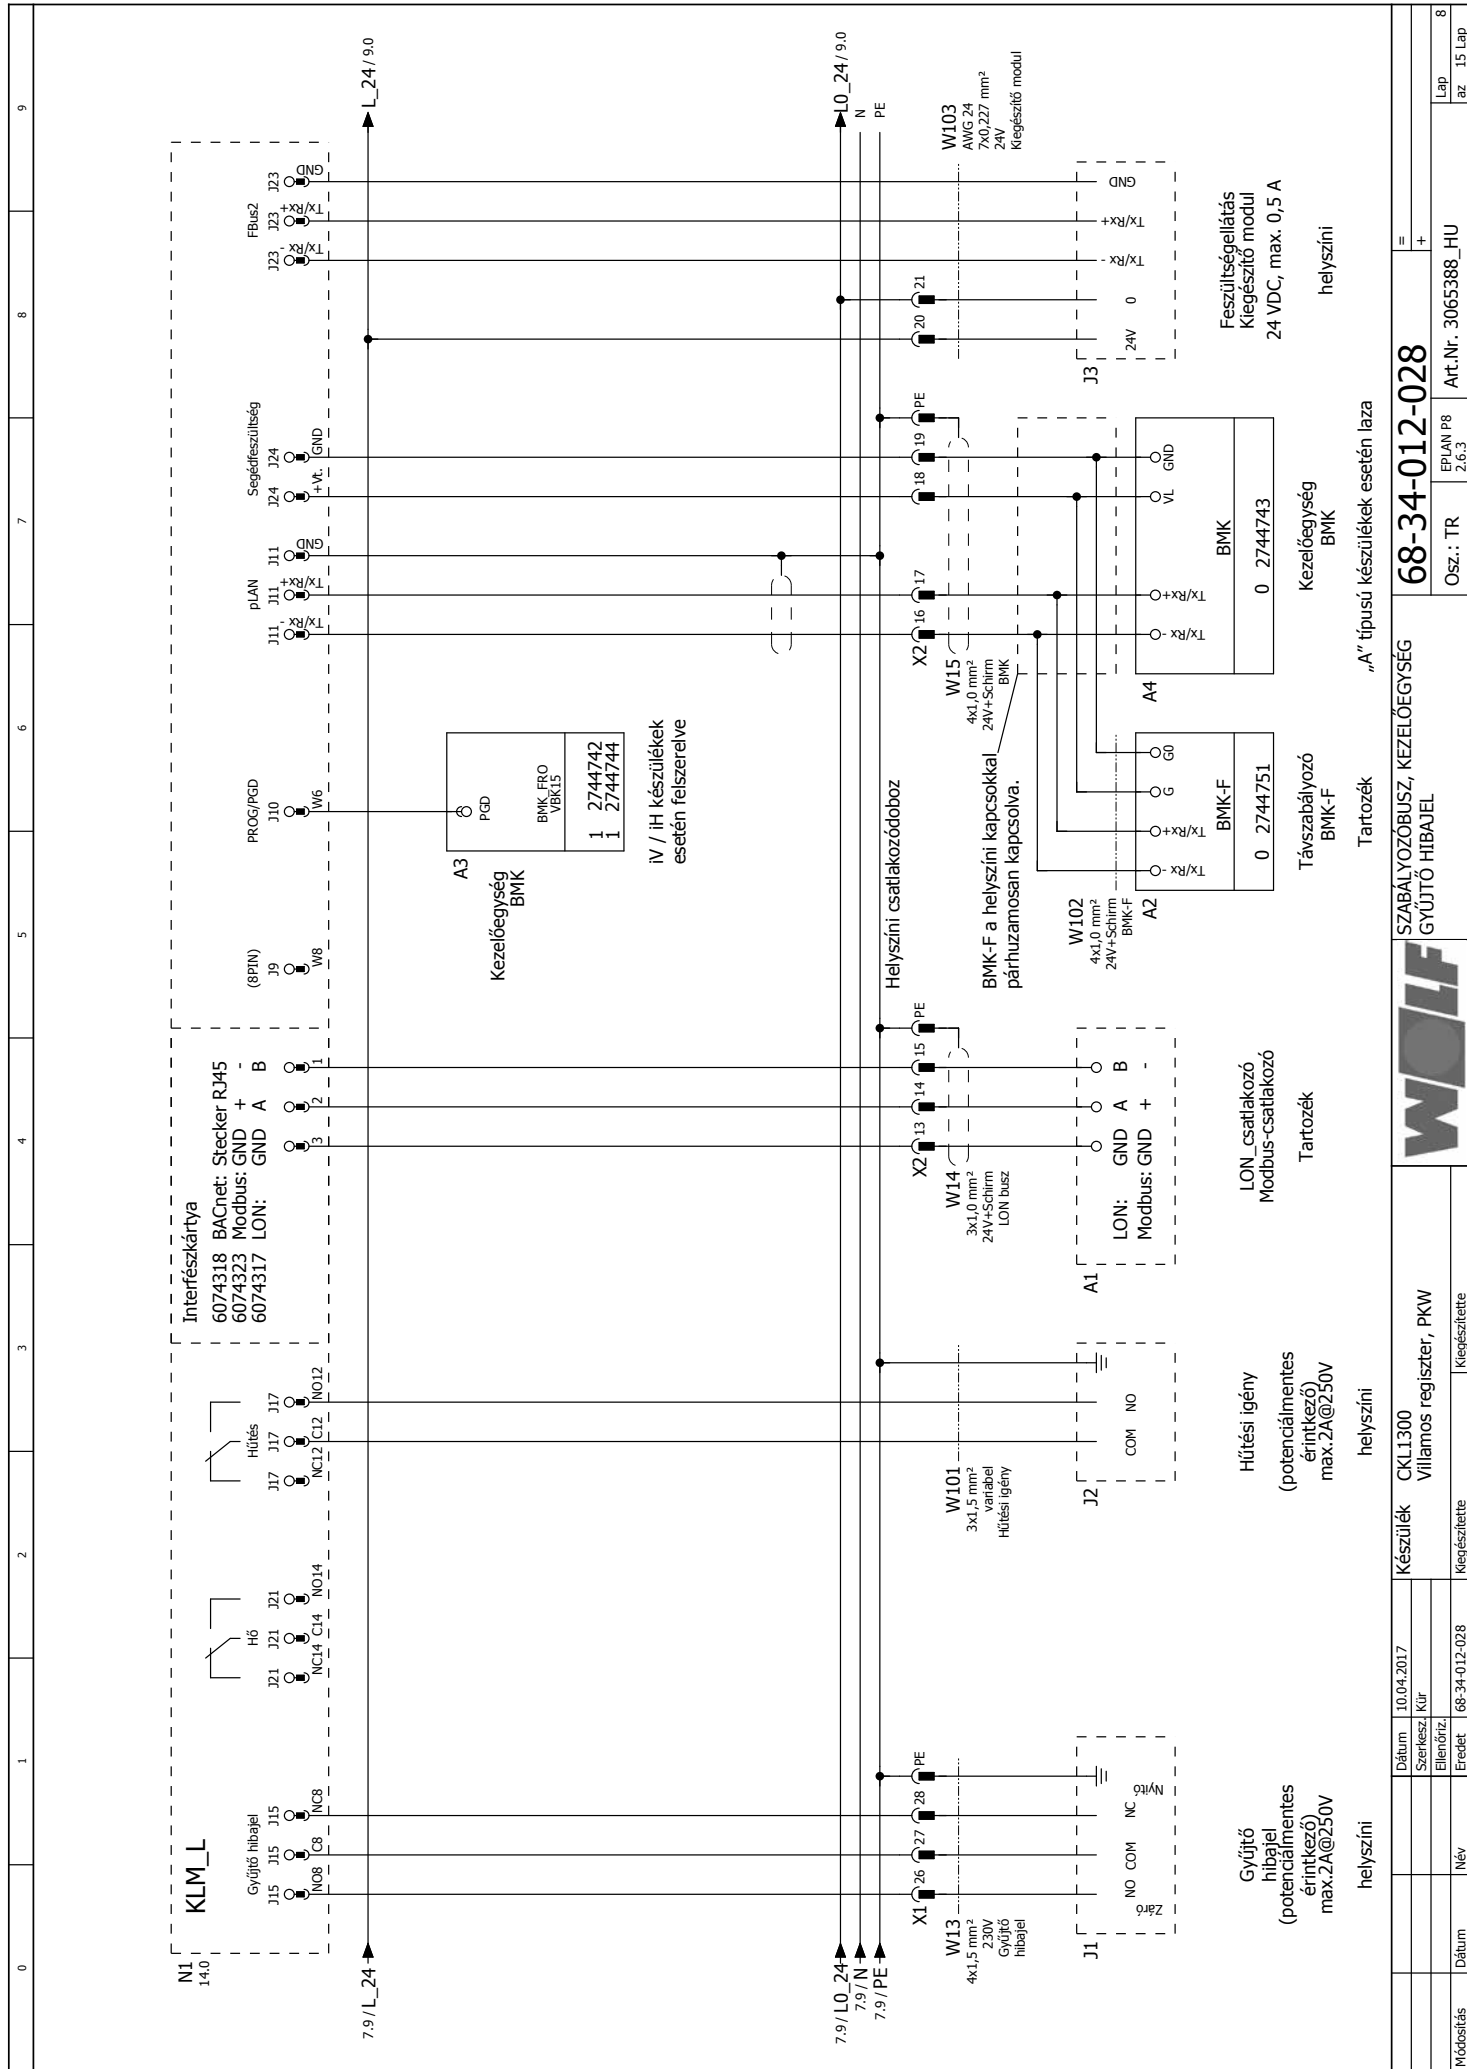 0 1 2 3 4 5 6 7 8 9
N1
14.0
KLM_L
Gyűjtő hibajel
J15 J15 J15
NO8 C8 NC8
Hő
J21 J21 J21
NC14 C14 NO14
Hűtés
J17 J17 J17
NC12 C12 NO12
Interfészkártya
6074318 BACnet: Stecker RJ45
6074323 Modbus: GND + -
6074317 LON: GND A B
3 2 1
(8PIN)
J9
W8
PROG/PGD
J10
W6
pLAN
J11 J11 J11
Tx/Rx - Tx/Rx+ GND
Segédfeszültség
J24 J24
+Vt. GND
FBus2
J23 J23 J23
Tx/Rx - Tx/Rx+ GND
7.9 / L_24
L_24 / 9.0
A3
PGD
BMK_FRO
VBK15
1 2744742
1 2744744
Kezelőegység
BMK
iV / iH készülékek
esetén felszerelve
7.9 / L0_24
7.9 / N
7.9 / PE
L0_24 / 9.0
N
PE
Helyszíni csatlakozódoboz
X1 26 27 28 PE
X2 13 14 15 PE
X2 16 17 18 19 PE
20 21
W13
4x1,5 mm²
230V
Gyűjtő
hibajel
W101
3x1,5 mm²
variabel
Hűtési igény
W14
3x1,0 mm²
24V+Schirm
LON busz
BMK-F a helyszíni kapcsokkal
párhuzamosan kapcsolva.
W15
4x1,0 mm²
24V+Schirm
BMK
W103
AWG 24
7x0,227 mm²
24V
Kiegészítő modul
W102
4x1,0 mm²
24V+Schirm
BMK-F
J1
NO COM NC
Záró Nyitó
J2
COM NO
A1
LON: GND A B
Modbus: GND + -
A2
Tx/Rx - Tx/Rx+ G G0
BMK-F
0 2744751
A4
Tx/Rx - Tx/Rx+ VL GND
BMK
0 2744743
J3
24V 0 Tx/Rx - Tx/Rx+ GND
Gyűjtő
hibajel
(potenciálmentes
érintkező)
max.2A@250V
helyszíni
Hűtési igény
(potenciálmentes
érintkező)
max.2A@250V
helyszíni
LON_csatlakozó
Modbus-csatlakozó
Tartozék
Távszabályozó
BMK-F
Tartozék
Kezelőegység
BMK
„A” típusú készülékek esetén laza
Feszültségellátás
Kiegészítő modul
24 VDC, max. 0,5 A
helyszíni
Módosítás
Dátum
Név
Dátum 10.04.2017
Szerkesz. Kür
Ellenőriz.
Eredet 68-34-012-028
Készülék CKL1300
Villamos regiszter, PKW
Kiegészítette
Kiegészítette
WOLF
SZABÁLYOZÓBUSZ, KEZELŐEGYSÉG
GYŰJTŐ HIBAJEL
68-34-012-028
Osz.: TR
EPLAN P8
2.6.3
Art.Nr. 3065388_HU
=
+
Lap 8
az 15 Lap